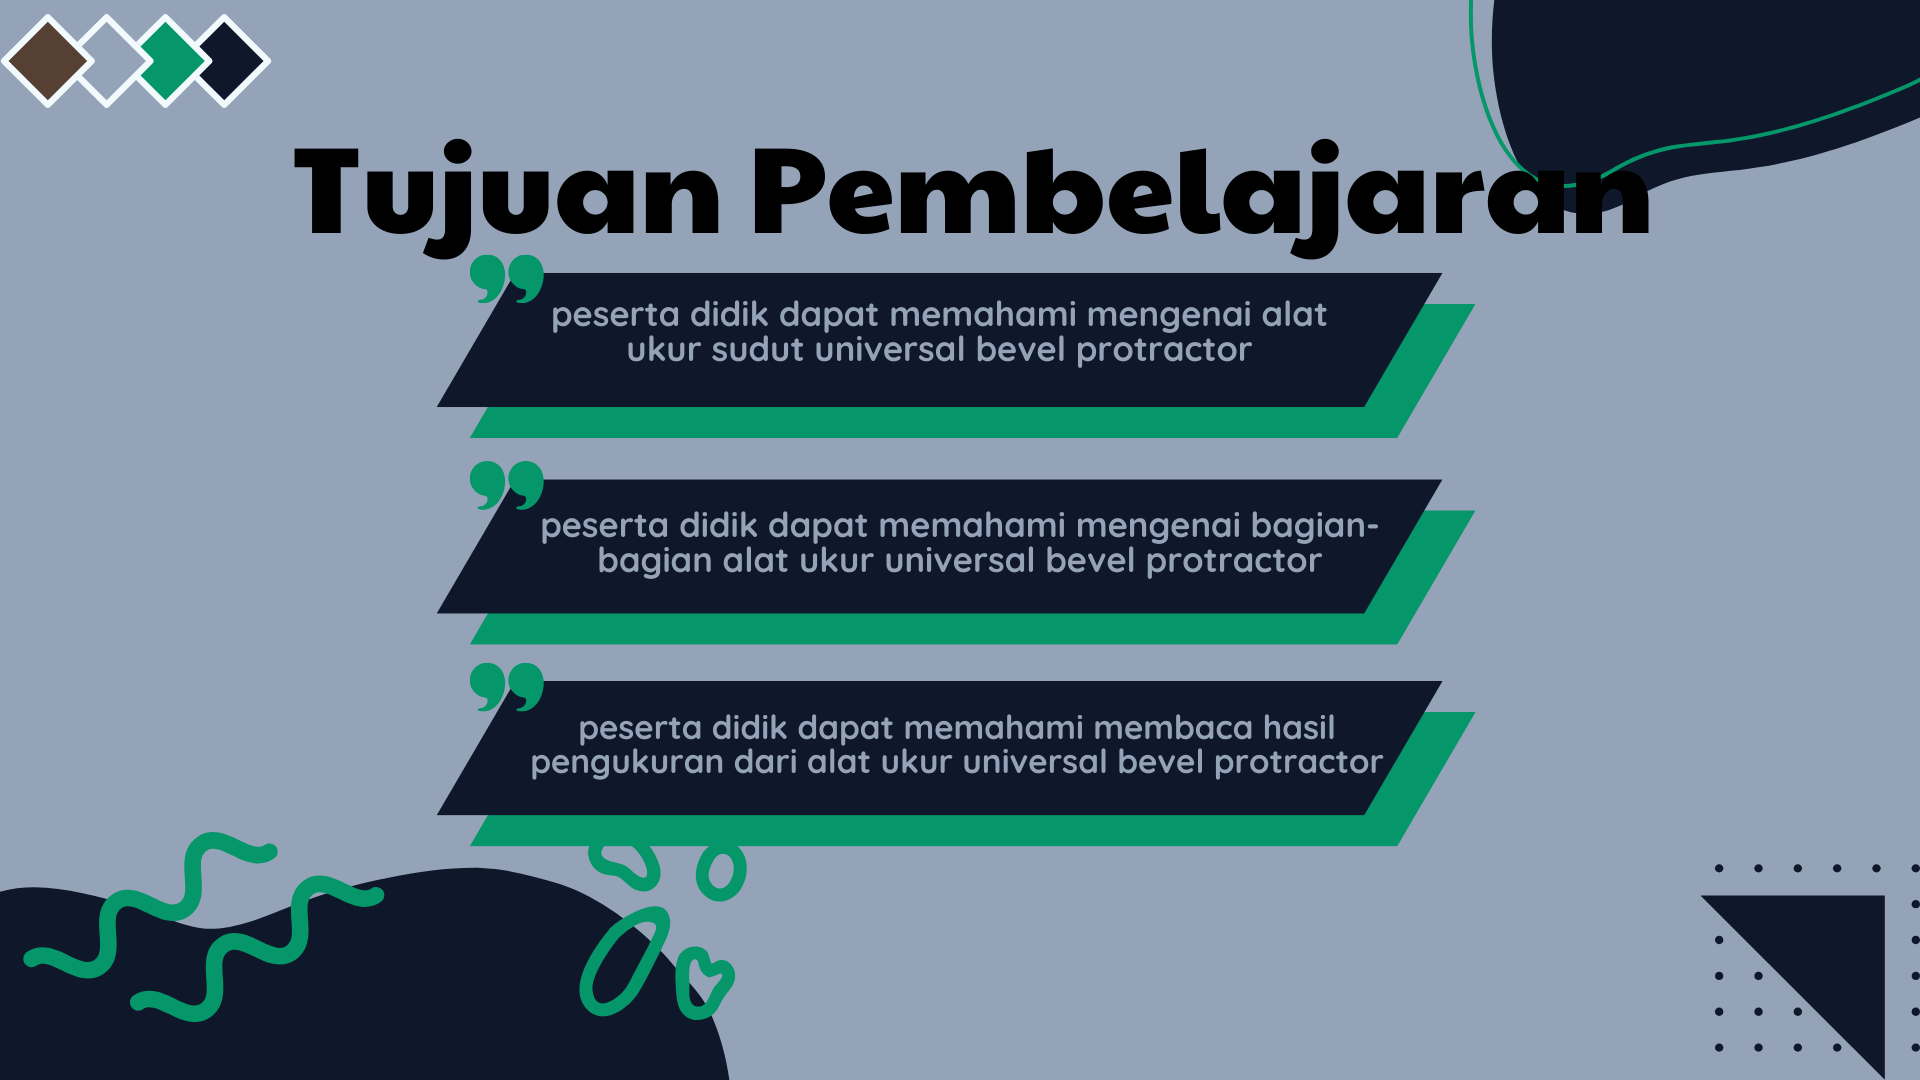 Tujuan Pembelajaran
peserta didik dapat memahami mengenai alat
ukur sudut universal bevel protractor
peserta didik dapat memahami mengenai bagian-
bagian alat ukur universal bevel protractor
peserta didik dapat memahami membaca hasil
pengukuran dari alat ukur universal bevel protractor